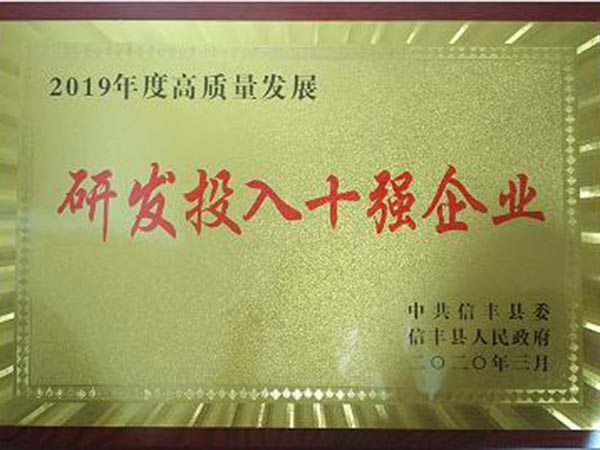 2019年度高质量发展
研发投入十强企业
中共信丰县委
信丰县人民政府
二〇二〇年三月